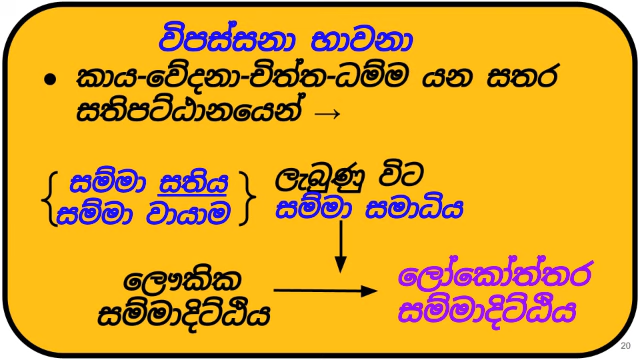 විපස්සනා භාවනා
● කාය-වේදනා-චිත්ත-ධම්ම යන සතර
සතිපට්ඨානයෙන් →
{ සම්මා සතිය
සම්මා වායාම }
ලැබුණු විට
සම්මා සමාධිය
ලෞකික
සම්මාදිට්ඨිය
ලෝකෝත්තර
සම්මාදිට්ඨිය
20